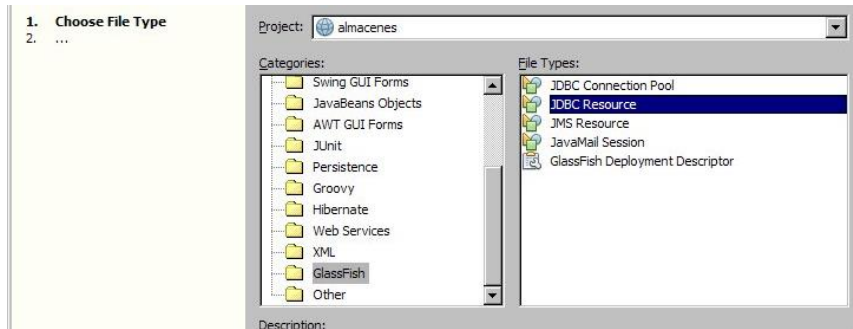 1. Choose File Type
2. ...
Project: almacenes
Categories:
Swing GUI Forms
JavaBeans Objects
AWT GUI Forms
JUnit
Persistence
Groovy
Hibernate
Web Services
XML
GlassFish
Other
File Types:
JDBC Connection Pool
JDBC Resource
JMS Resource
JavaMail Session
GlassFish Deployment Descriptor
Description: